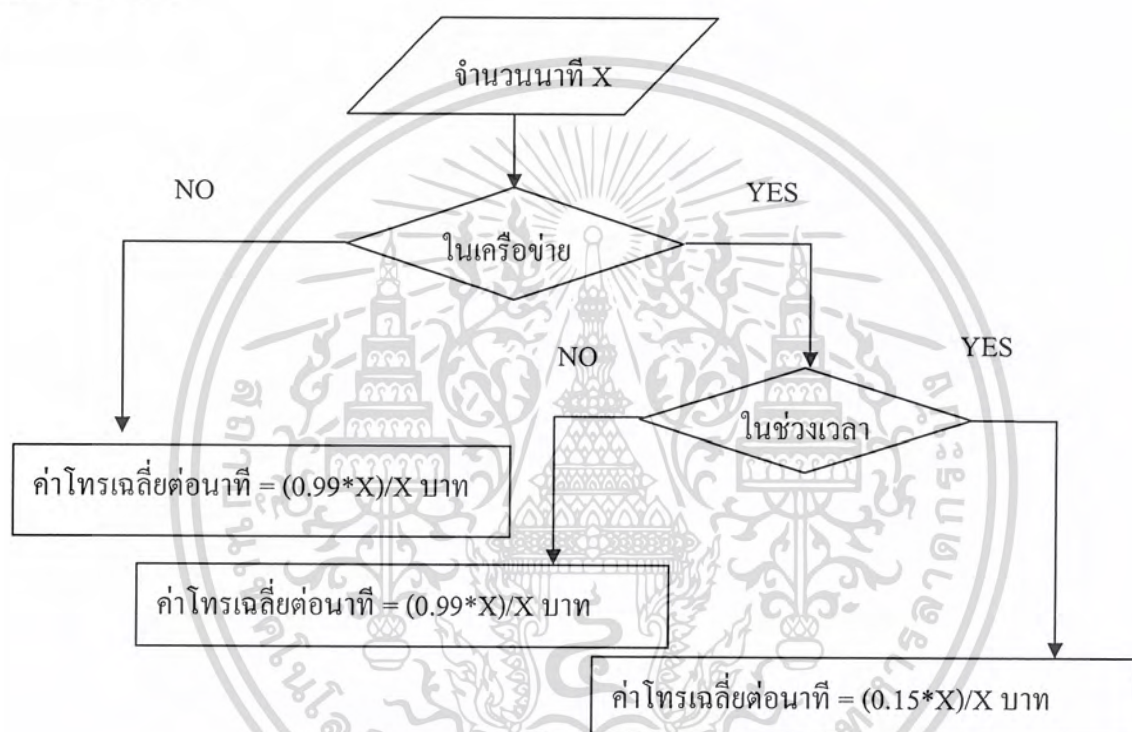 จำนวนนาที X
NO
YES
ในเครือข่าย
NO
YES
ในช่วงเวลา
ค่าโทรเฉลี่ยต่อนาที = (0.99*X)/X บาท
ค่าโทรเฉลี่ยต่อนาที = (0.99*X)/X บาท
ค่าโทรเฉลี่ยต่อนาที = (0.15*X)/X บาท